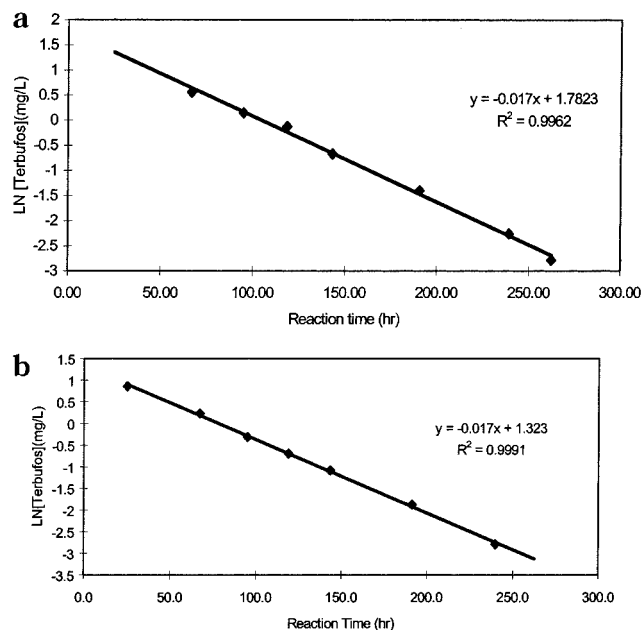 a
2
1.5
1
0.5
0
-0.5
-1
-1.5
-2
-2.5
-3
LN [Terbufos](mg/L)
y = -0.017x + 1.7823
R² = 0.9962
0.00 50.00 100.00 150.00 200.00 250.00 300.00
Reaction time (hr)
b
1.5
1
0.5
0
-0.5
-1
-1.5
-2
-2.5
-3
-3.5
LN[Terbufos](mg/L)
y = -0.017x + 1.323
R² = 0.9991
0.0 50.0 100.0 150.0 200.0 250.0 300.0
Reaction Time (hr)